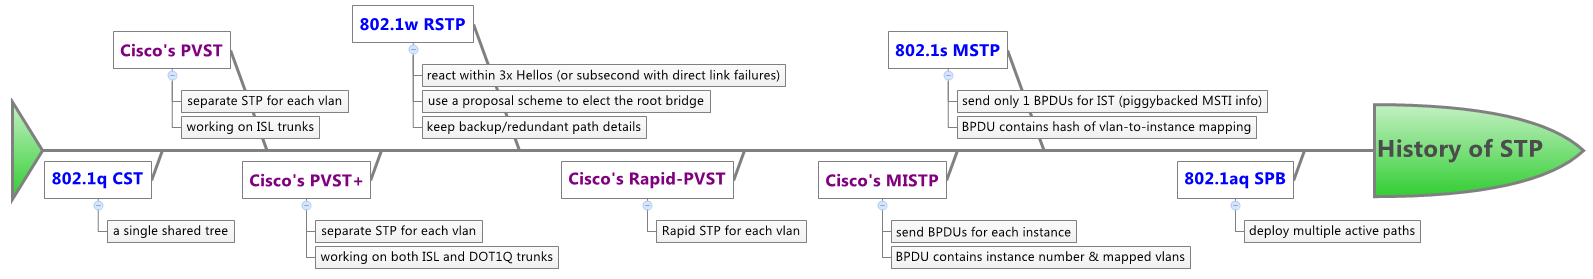 802.1w RSTP
react within 3x Hellos (or subsecond with direct link failures)
use a proposal scheme to elect the root bridge
keep backup/redundant path details
Cisco's PVST
separate STP for each vlan
working on ISL trunks
802.1s MSTP
send only 1 BPDUs for IST (piggybacked MSTI info)
BPDU contains hash of vlan-to-instance mapping
History of STP
802.1q CST
a single shared tree
Cisco's PVST+
separate STP for each vlan
working on both ISL and DOT1Q trunks
Cisco's Rapid-PVST
Rapid STP for each vlan
Cisco's MISTP
send BPDUs for each instance
BPDU contains instance number & mapped vlans
802.1aq SPB
deploy multiple active paths